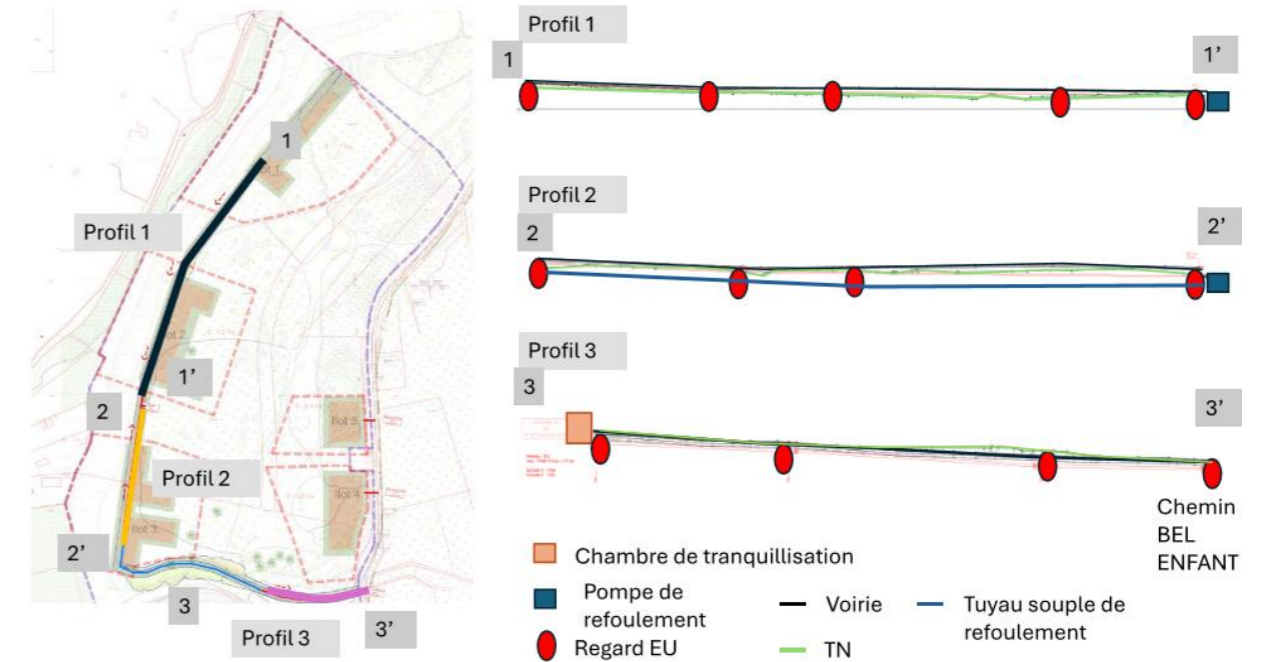 1
Profil 1
1'
2
Profil 2
2'
Ilot 3
3
Profil 3
3'
Ilot 5
Ilot 4
Profil 1
1
1'
Profil 2
2
2'
Profil 3
3
3'
Chemin
BEL
ENFANT
Chambre de tranquillisation
Pompe de
refoulement
Voirie
Tuyau souple de
refoulement
Regard EU
TN